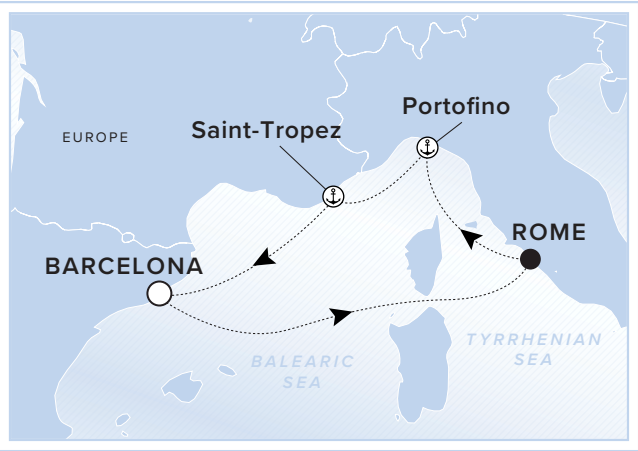 Portofino
Saint-Tropez
EUROPE
ROME
BARCELONA
TYRRHENIAN
SEA
BALEARIC
SEA